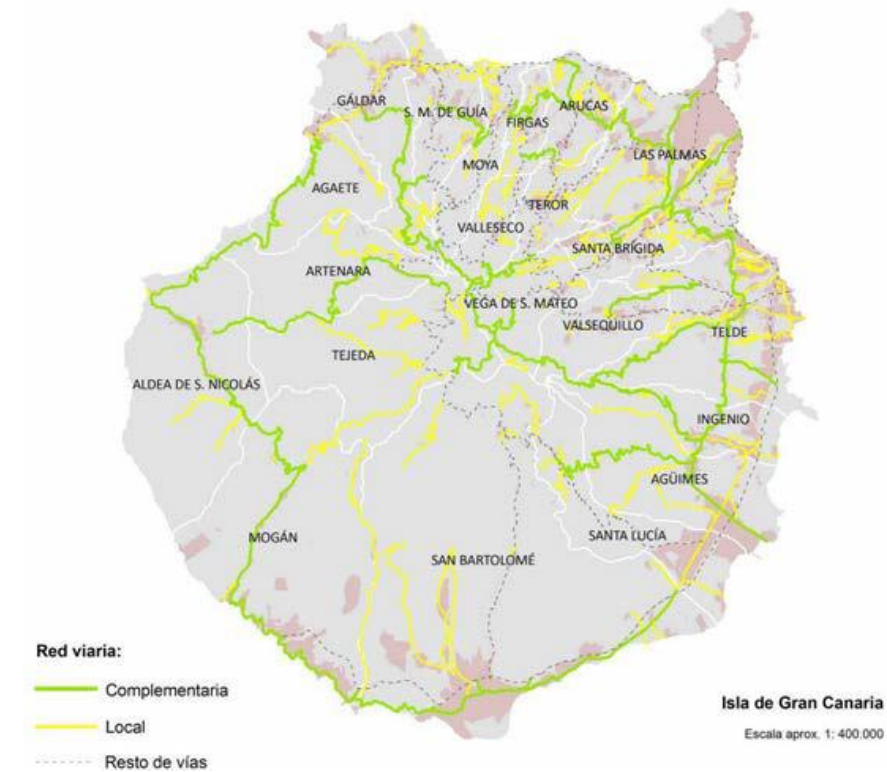 GÁLDAR
S. M. DE GUÍA
ARUCAS
FIRGAS
LAS PALMAS
MOYA
AGAETE
TEROR
VALLESECO
SANTA BRÍGIDA
ARTENARA
VEGA DE S. MATEO
VALSEQUILLO
TELDE
TEJEDA
ALDEA DE S. NICOLÁS
INGENIO
AGÜIMES
MOGÁN
SANTA LUCÍA
SAN BARTOLOMÉ
Red viaria:
Complementaria
Local
Resto de vías
Isla de Gran Canaria
Escala aprox. 1: 400.000